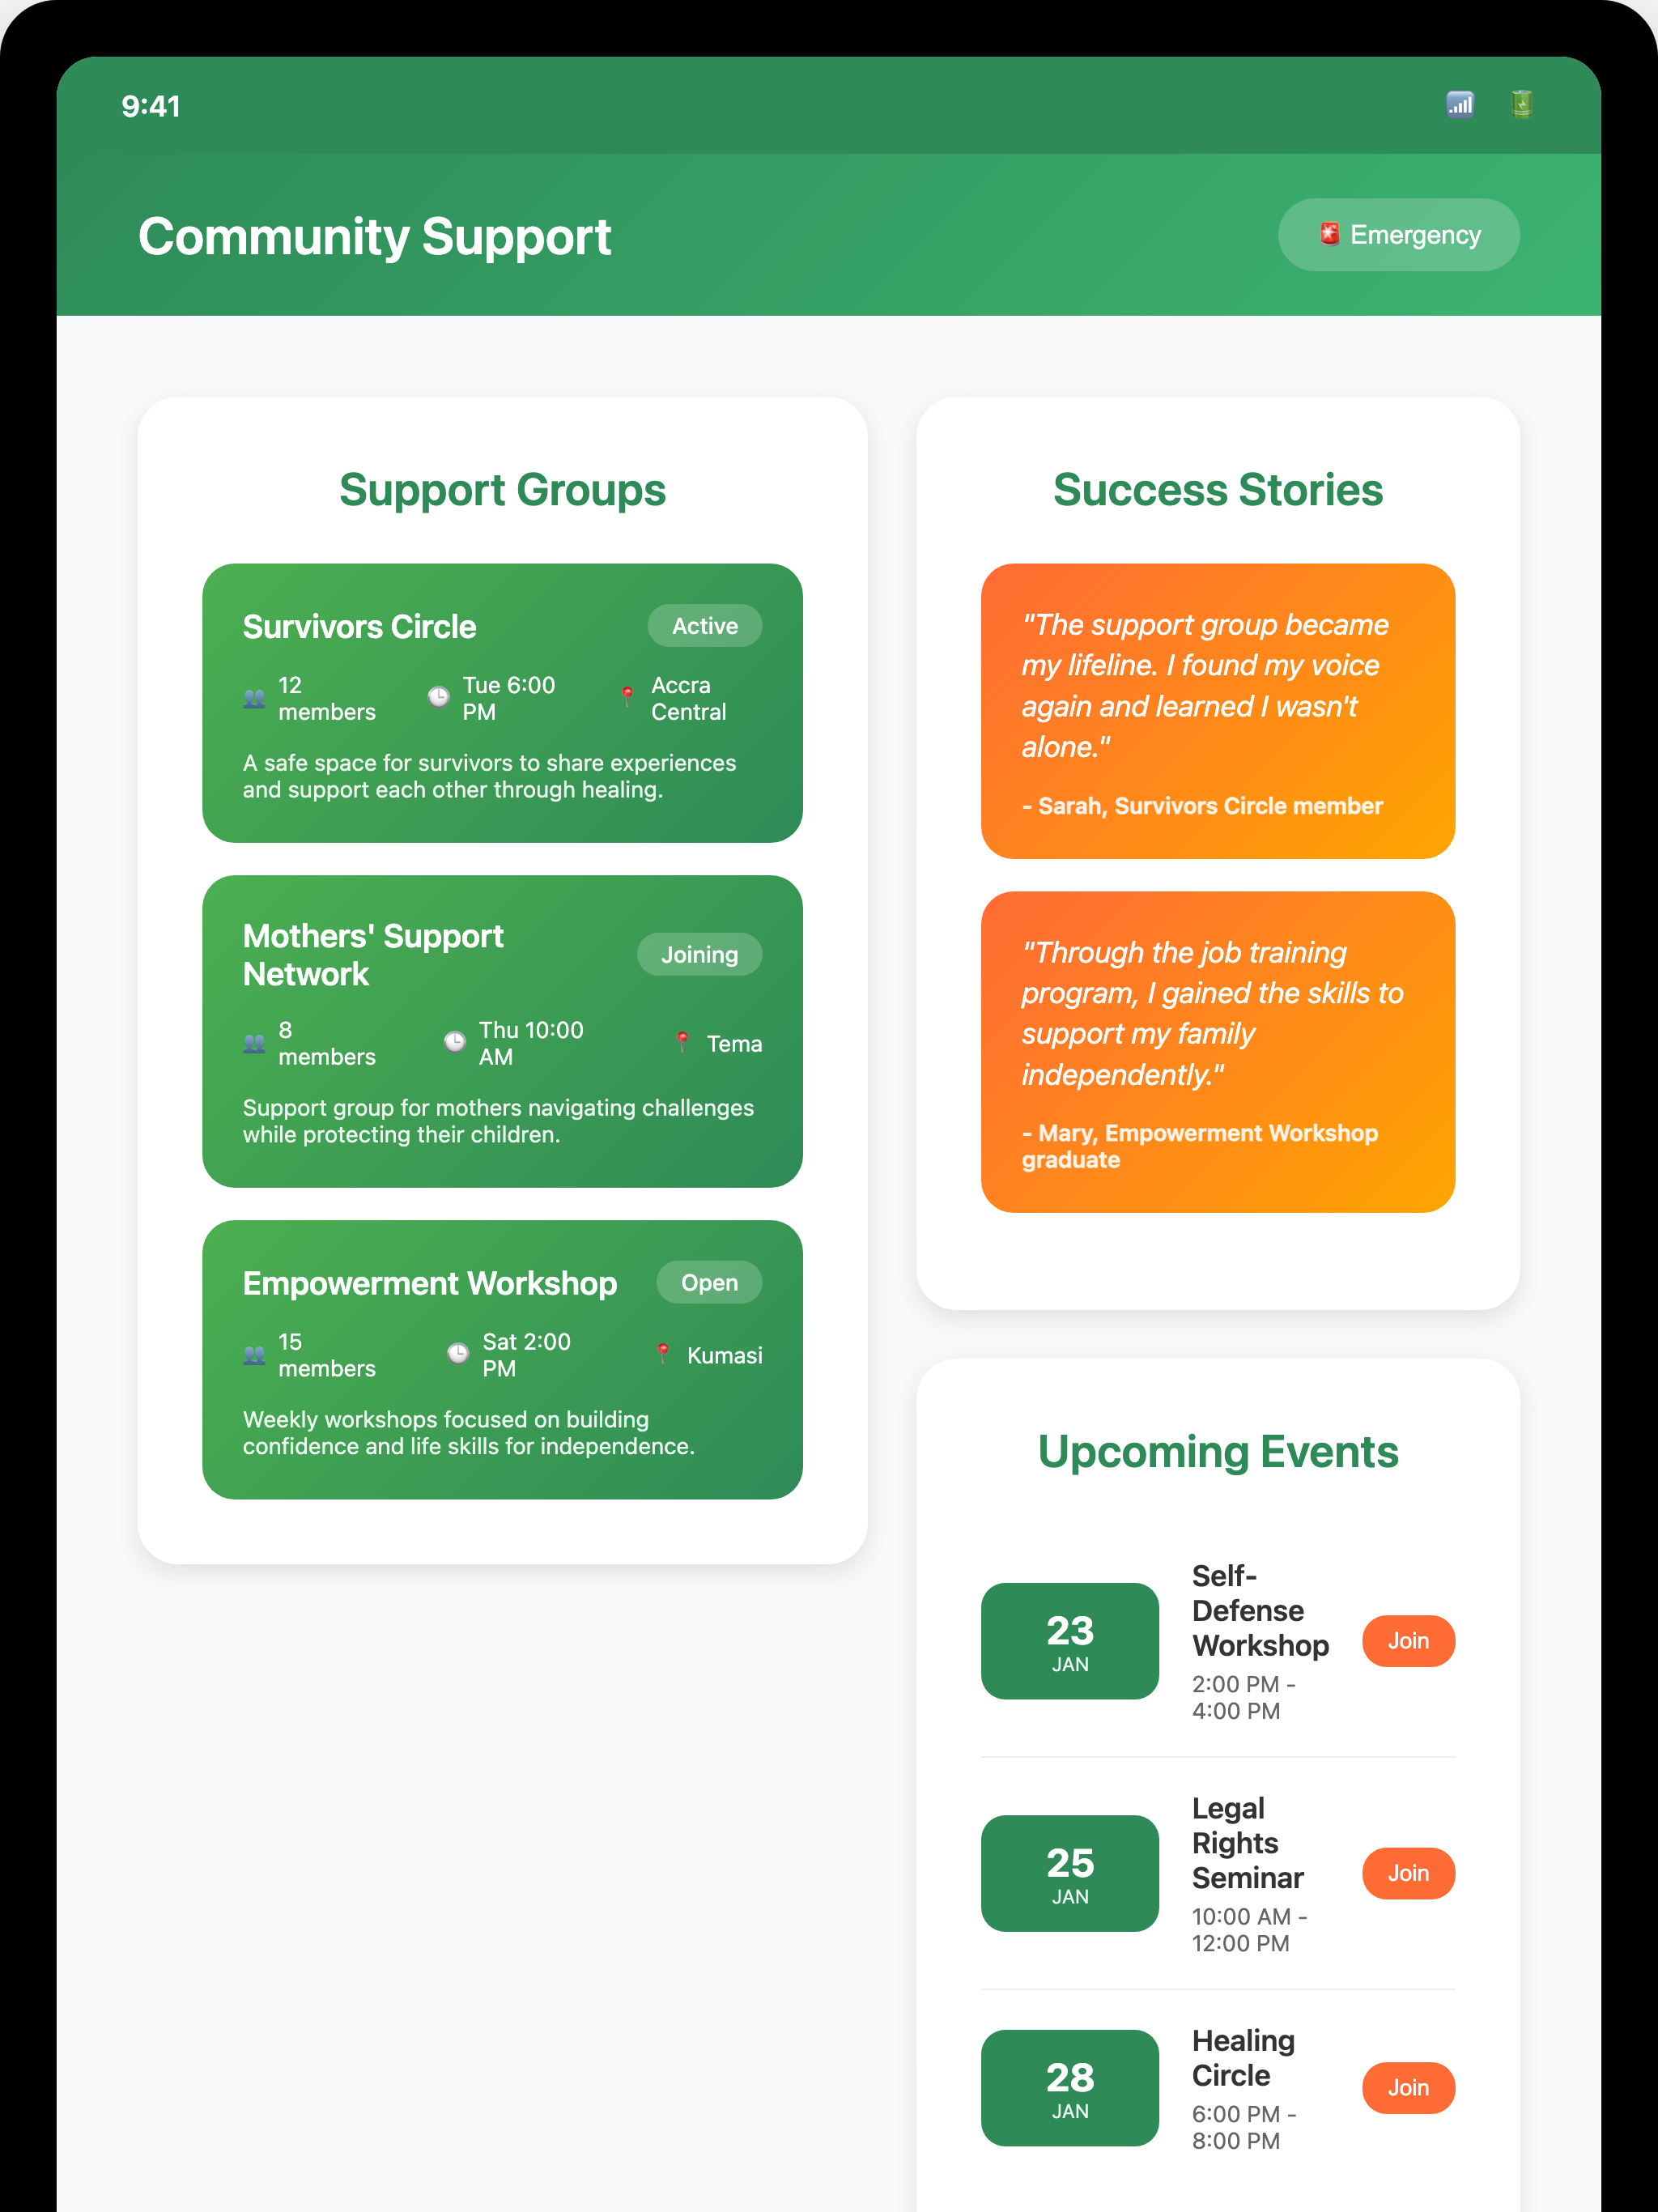 9:41
Community Support
Emergency
Support Groups
Survivors Circle
Active
12
members
Tue 6:00
PM
Accra
Central
A safe space for survivors to share experiences
and support each other through healing.
Mothers' Support
Network
Joining
8
members
Thu 10:00
AM
Tema
Support group for mothers navigating challenges
while protecting their children.
Empowerment Workshop
Open
15
members
Sat 2:00
PM
Kumasi
Weekly workshops focused on building
confidence and life skills for independence.
Success Stories
"The support group became
my lifeline. I found my voice
again and learned I wasn't
alone."
- Sarah, Survivors Circle member
"Through the job training
program, I gained the skills to
support my family
independently."
- Mary, Empowerment Workshop
graduate
Upcoming Events
23
JAN
Self-
Defense
Workshop
2:00 PM -
4:00 PM
Join
25
JAN
Legal
Rights
Seminar
10:00 AM -
12:00 PM
Join
28
JAN
Healing
Circle
6:00 PM -
8:00 PM
Join